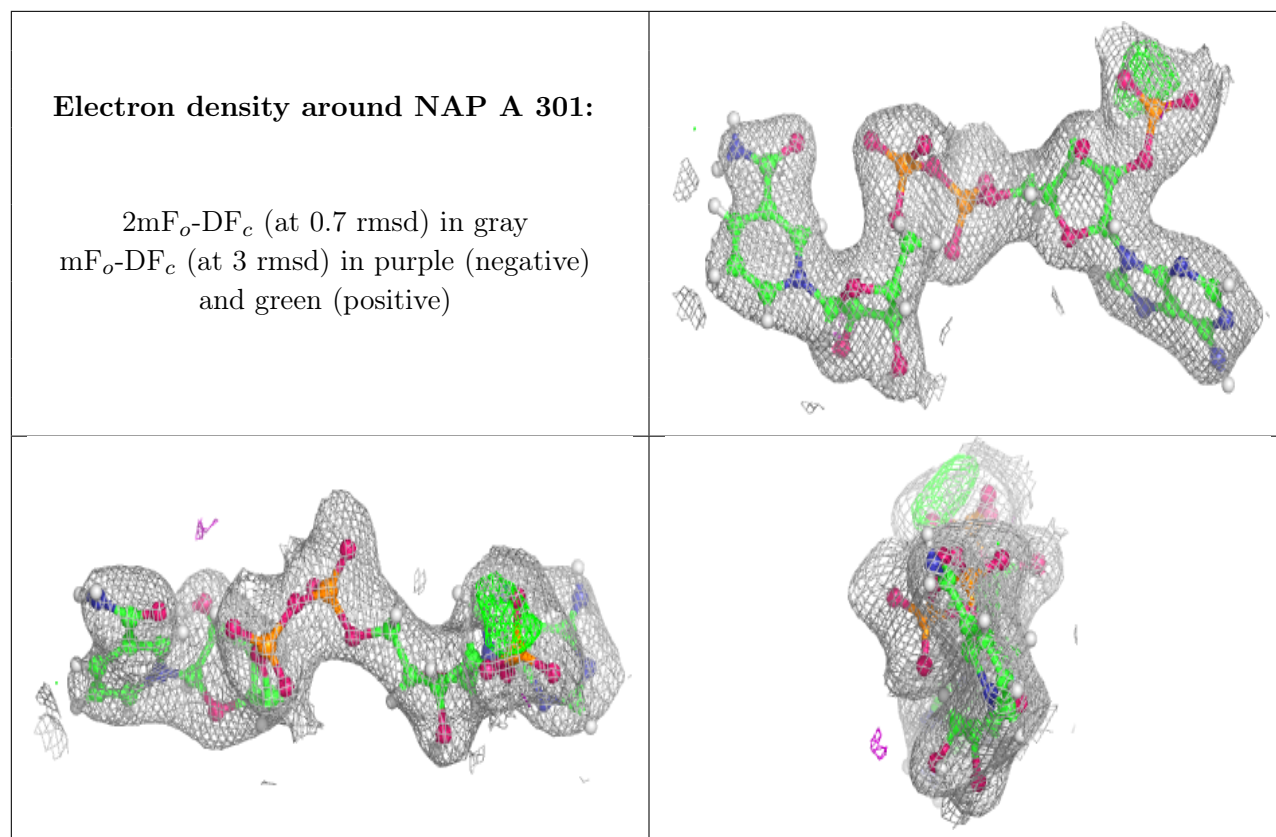 Electron density around NAP A 301:
2mFₒ-DF𝒸 (at 0.7 rmsd) in gray
mFₒ-DF𝒸 (at 3 rmsd) in purple (negative)
and green (positive)